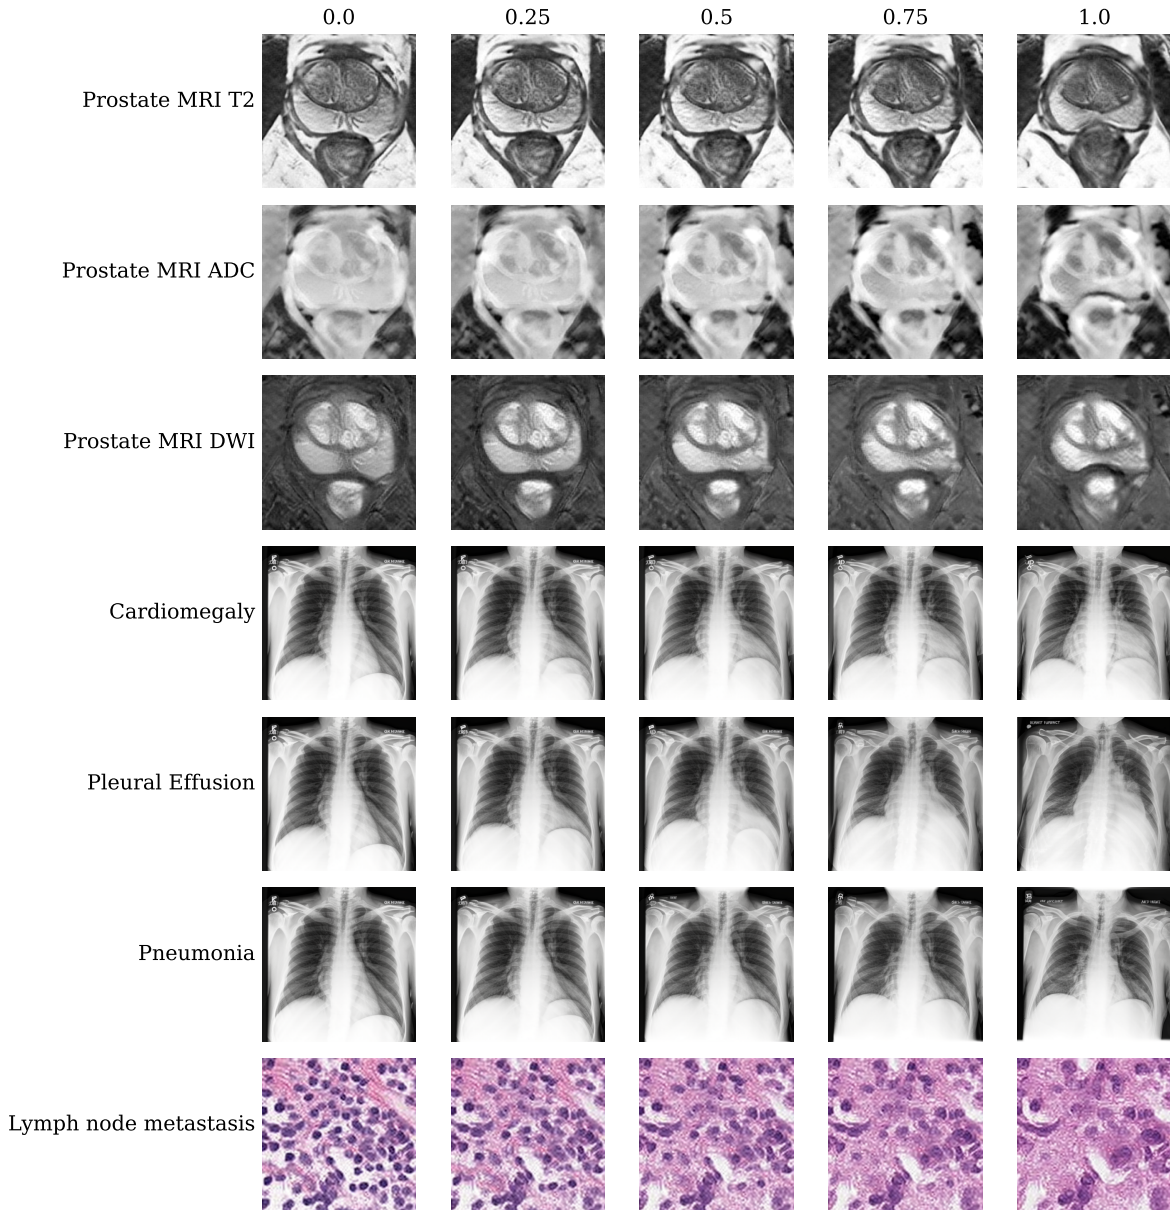 0.0 0.25 0.5 0.75 1.0
Prostate MRI T2
Prostate MRI ADC
Prostate MRI DWI
Cardiomegaly
Pleural Effusion
Pneumonia
Lymph node metastasis